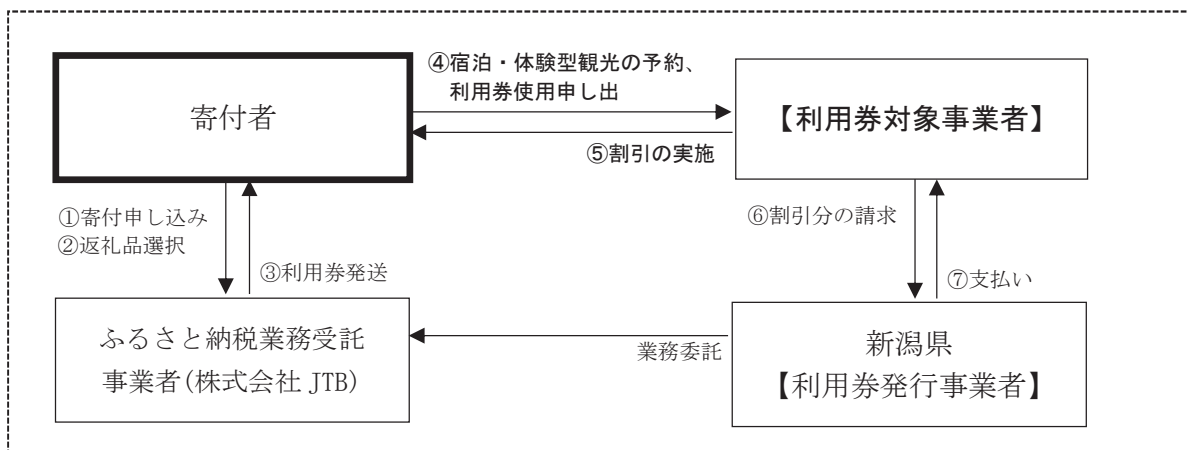 ④宿泊・体験型観光の予約、
利用券使用申し出
寄付者
【利用券対象事業者】
⑤割引の実施
①寄付申し込み
②返礼品選択
③利用券発送
⑥割引分の請求
⑦支払い
ふるさと納税業務受託
事業者(株式会社 JTB)
業務委託
新潟県
【利用券発行事業者】